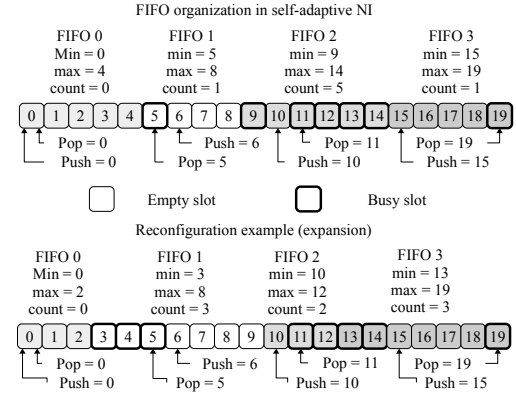 FIFO organization in self-adaptive NI
FIFO 0 FIFO 1 FIFO 2 FIFO 3
Min = 0 min = 5 min = 9 min = 15
max = 4 max = 8 max = 14 max = 19
count = 0 count = 1 count = 5 count = 1
0 1 2 3 4 5 6 7 8 9 10 11 12 13 14 15 16 17 18 19
Pop = 0 Push = 6 Pop = 11 Pop = 19
Push = 0 Pop = 5 Push = 10 Push = 15
Empty slot Busy slot
Reconfiguration example (expansion)
FIFO 0 FIFO 1 FIFO 2 FIFO 3
Min = 0 min = 3 min = 10 min = 13
max = 2 max = 8 max = 12 max = 19
count = 0 count = 3 count = 2 count = 3
0 1 2 3 4 5 6 7 8 9 10 11 12 13 14 15 16 17 18 19
Pop = 0 Push = 6 Pop = 11 Pop = 19
Push = 0 Pop = 5 Push = 10 Push = 15